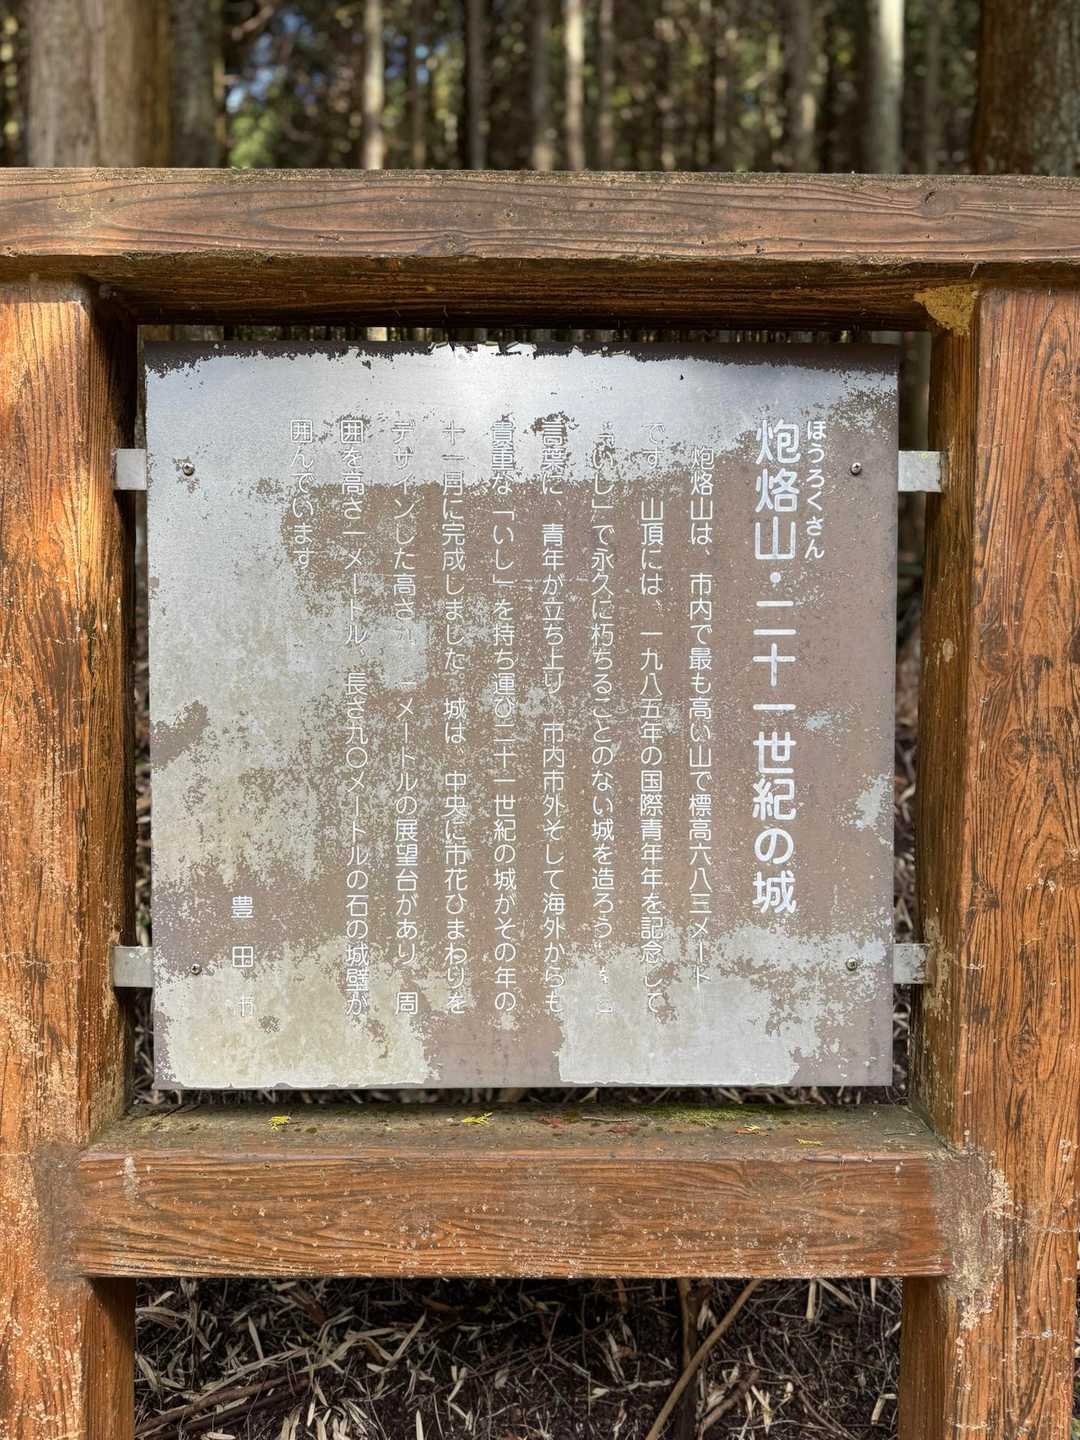 ほうろくさん
炮烙山・二十一世紀の城
炮烙山は、市内で最も高い山で標高六八三メート
です 山頂には、一九八五年の国際青年年を記念して
いし」で永久に朽ちることのない城を造ろう
言葉に、青年が立ち上り 市内市外そして海外からも
貴重な「いし」を持ち運び二十一世紀の城がその年の
十一月に完成しました 城は、中央に市花ひまわりを
デザインした高さ メートルの展望台があり 周
囲を高さ一メートル、長さ九〇メートルの石の城壁が
囲んでいます
豊田